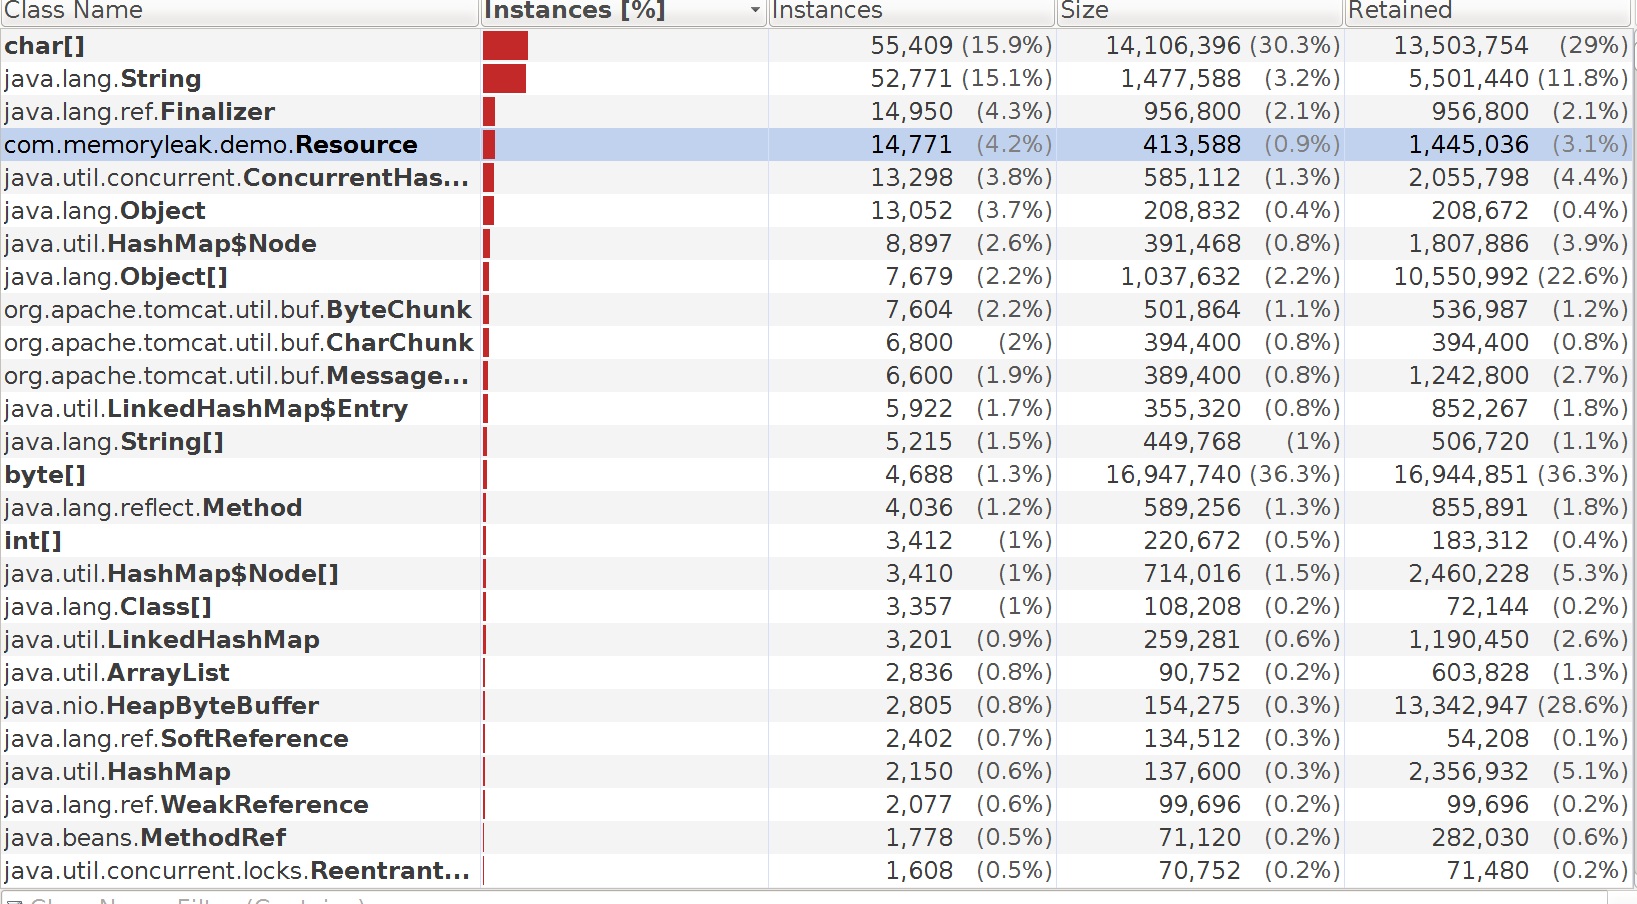 Class Name Instances [%] Instances Size Retained
char[] 55,409 (15.9%) 14,106,396 (30.3%) 13,503,754 (29%)
java.lang.String 52,771 (15.1%) 1,477,588 (3.2%) 5,501,440 (11.8%)
java.lang.ref.Finalizer 14,950 (4.3%) 956,800 (2.1%) 956,800 (2.1%)
com.memoryleak.demo.Resource 14,771 (4.2%) 413,588 (0.9%) 1,445,036 (3.1%)
java.util.concurrent.ConcurrentHas... 13,298 (3.8%) 585,112 (1.3%) 2,055,798 (4.4%)
java.lang.Object 13,052 (3.7%) 208,832 (0.4%) 208,672 (0.4%)
java.util.HashMap$Node 8,897 (2.6%) 391,468 (0.8%) 1,807,886 (3.9%)
java.lang.Object[] 7,679 (2.2%) 1,037,632 (2.2%) 10,550,992 (22.6%)
org.apache.tomcat.util.buf.ByteChunk 7,604 (2.2%) 501,864 (1.1%) 536,987 (1.2%)
org.apache.tomcat.util.buf.CharChunk 6,800 (2%) 394,400 (0.8%) 394,400 (0.8%)
org.apache.tomcat.util.buf.Message... 6,600 (1.9%) 389,400 (0.8%) 1,242,800 (2.7%)
java.util.LinkedHashMap$Entry 5,922 (1.7%) 355,320 (0.8%) 852,267 (1.8%)
java.lang.String[] 5,215 (1.5%) 449,768 (1%) 506,720 (1.1%)
byte[] 4,688 (1.3%) 16,947,740 (36.3%) 16,944,851 (36.3%)
java.lang.reflect.Method 4,036 (1.2%) 589,256 (1.3%) 855,891 (1.8%)
int[] 3,412 (1%) 220,672 (0.5%) 183,312 (0.4%)
java.util.HashMap$Node[] 3,410 (1%) 714,016 (1.5%) 2,460,228 (5.3%)
java.lang.Class[] 3,357 (1%) 108,208 (0.2%) 72,144 (0.2%)
java.util.LinkedHashMap 3,201 (0.9%) 259,281 (0.6%) 1,190,450 (2.6%)
java.util.ArrayList 2,836 (0.8%) 90,752 (0.2%) 603,828 (1.3%)
java.nio.HeapByteBuffer 2,805 (0.8%) 154,275 (0.3%) 13,342,947 (28.6%)
java.lang.ref.SoftReference 2,402 (0.7%) 134,512 (0.3%) 54,208 (0.1%)
java.util.HashMap 2,150 (0.6%) 137,600 (0.3%) 2,356,932 (5.1%)
java.lang.ref.WeakReference 2,077 (0.6%) 99,696 (0.2%) 99,696 (0.2%)
java.beans.MethodRef 1,778 (0.5%) 71,120 (0.2%) 282,030 (0.6%)
java.util.concurrent.locks.Reentrant... 1,608 (0.5%) 70,752 (0.2%) 71,480 (0.2%)